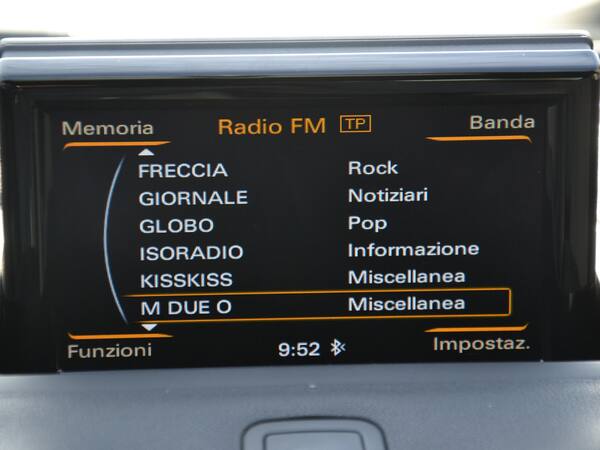 Memoria Radio FM TP Banda
FRECCIA Rock
GIORNALE Notiziari
GLOBO Pop
ISORADIO Informazione
KISSKISS Miscellanea
M DUE O Miscellanea
Funzioni 9:52 Impostaz.